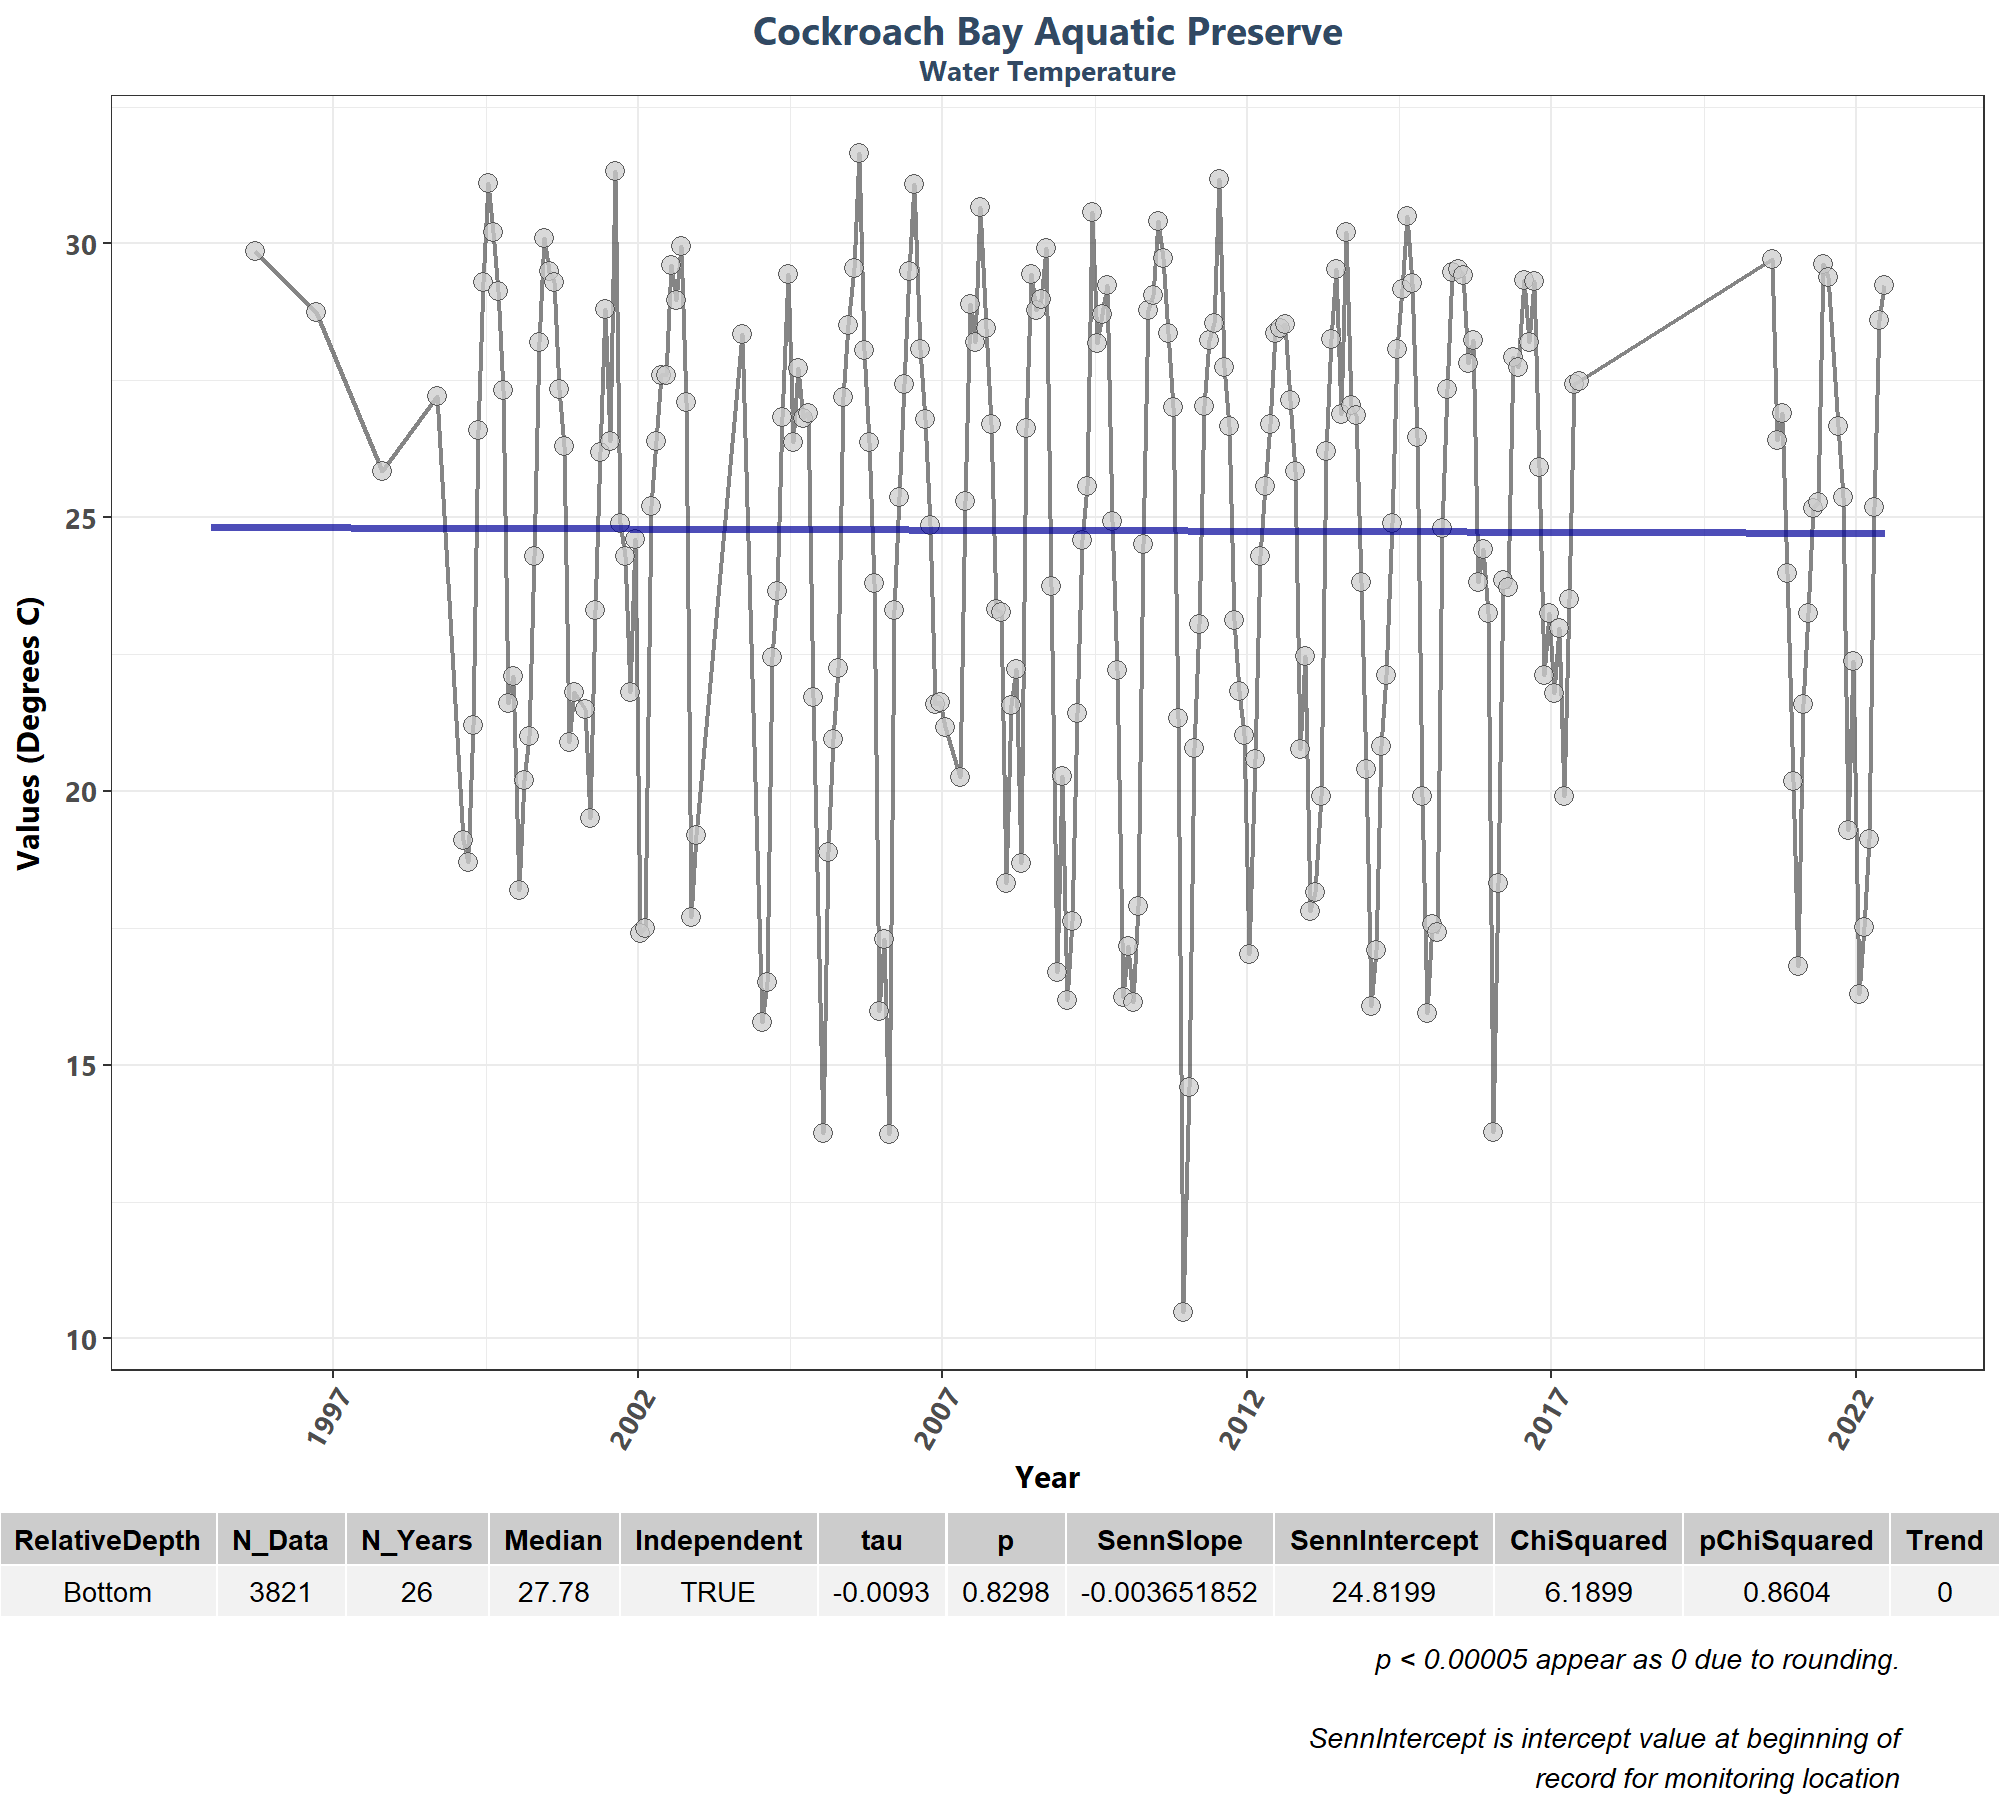 Cockroach Bay Aquatic Preserve
Water Temperature
Values (Degrees C)
30
25
20
15
10
1997
2002
2007
2012
2017
2022
Year
RelativeDepth N_Data N_Years Median Independent tau p SennSlope SennIntercept ChiSquared pChiSquared Trend
Bottom 3821 26 27.78 TRUE -0.0093 0.8298 -0.003651852 24.8199 6.1899 0.8604 0
p < 0.00005 appear as 0 due to rounding.
SennIntercept is intercept value at beginning of
record for monitoring location